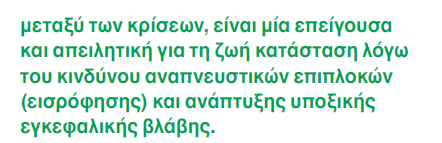 μεταξύ των κρίσεων, είναι μία επείγουσα
και απειλητική για τη ζωή κατάσταση λόγω
του κινδύνου αναπνευστικών επιπλοκών
(εισρόφησης) και ανάπτυξης υποξικής
εγκεφαλικής βλάβης.